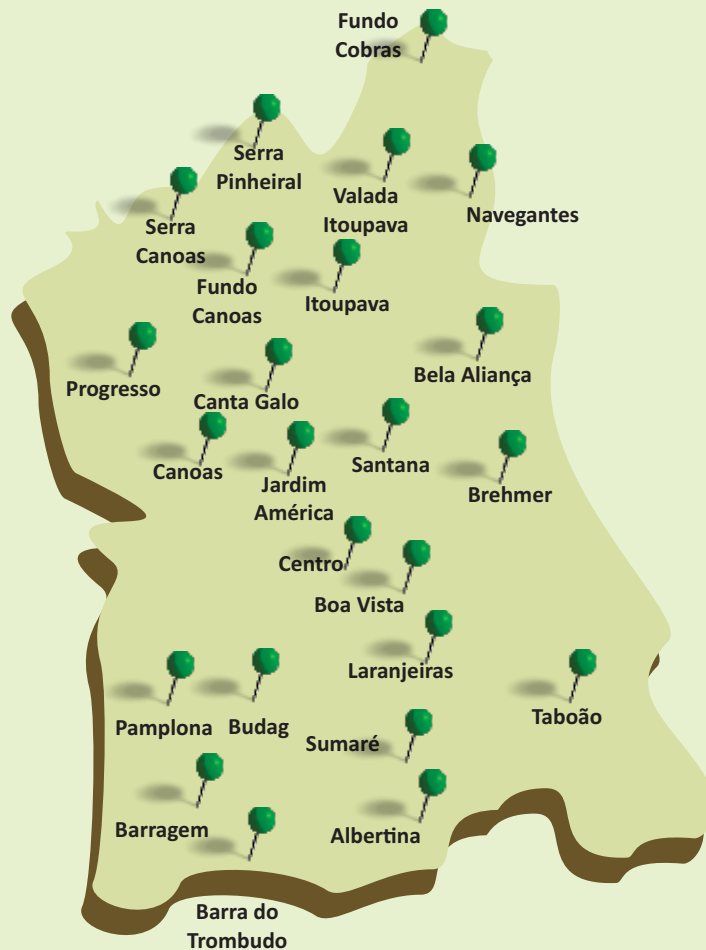 Fundo
Cobras
Serra
Pinheiral
Valada
Itoupava
Navegantes
Serra
Canoas
Fundo
Canoas
Itoupava
Bela Aliança
Progresso
Canta Galo
Canoas
Jardim
América
Santana
Brehmer
Centro
Boa Vista
Laranjeiras
Pamplona
Budag
Taboão
Sumaré
Barragem
Albertina
Barra do
Trombudo